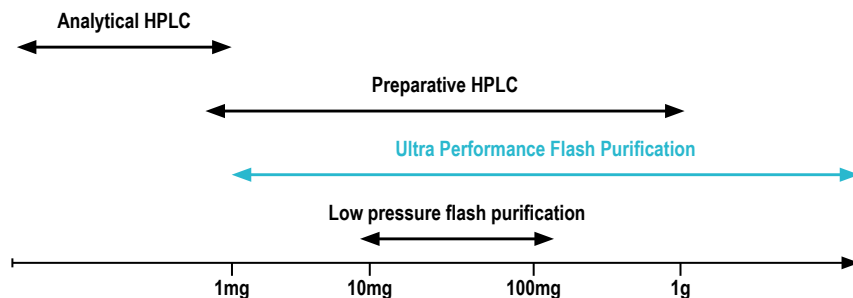 Analytical HPLC
Preparative HPLC
Ultra Performance Flash Purification
Low pressure flash purification
1mg 10mg 100mg 1g